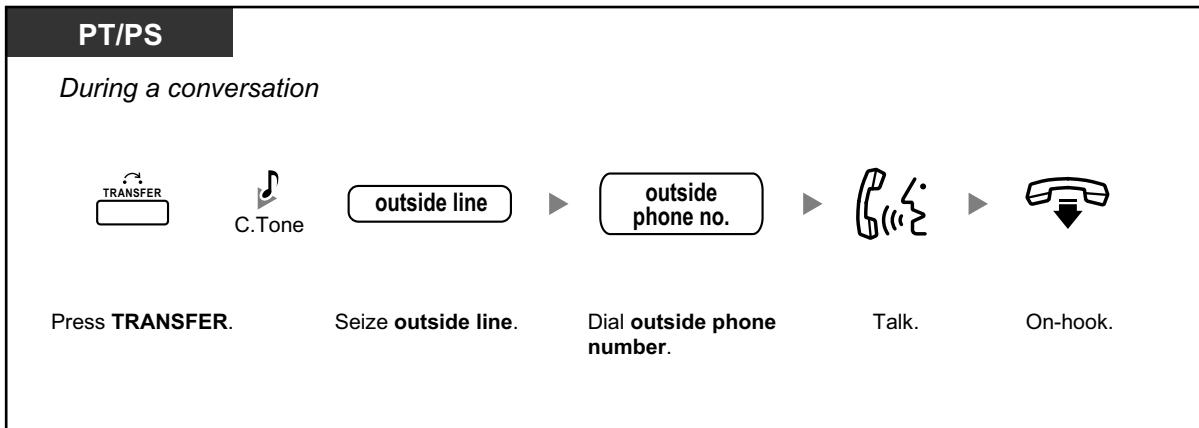 PT/PS
During a conversation
TRANSFER
C.Tone
outside line
outside
phone no.
Press TRANSFER.
Seize outside line.
Dial outside phone
number.
Talk.
On-hook.